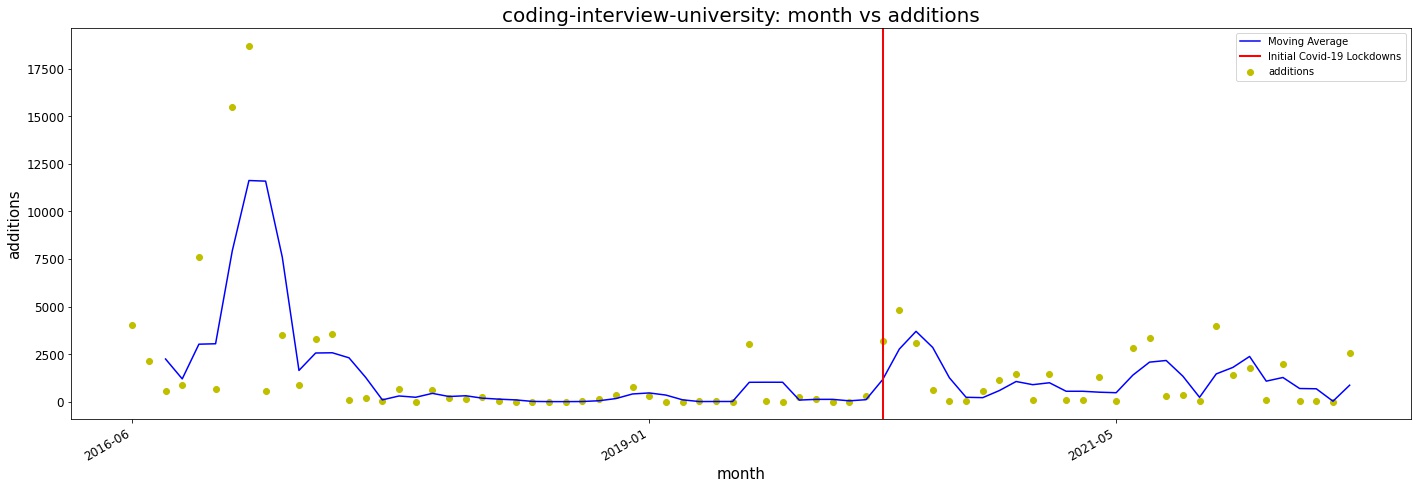 coding-interview-university: month vs additions
Moving Average
Initial Covid-19 Lockdowns
additions
17500
15000
12500
10000
7500
5000
2500
0
additions
2016-06
2019-01
2021-05
month